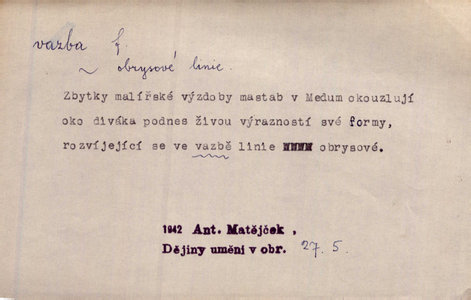 vazba f.
~ obrysové linie.
Zbytky malířské výzdoby mastab v Medum okouzlují
oko diváka podnes živou výrazností své formy,
rozvíjející se ve vazbě linie obrysové.
1942 Ant. Matějček,
Dějiny umění v obr. 27. 5.